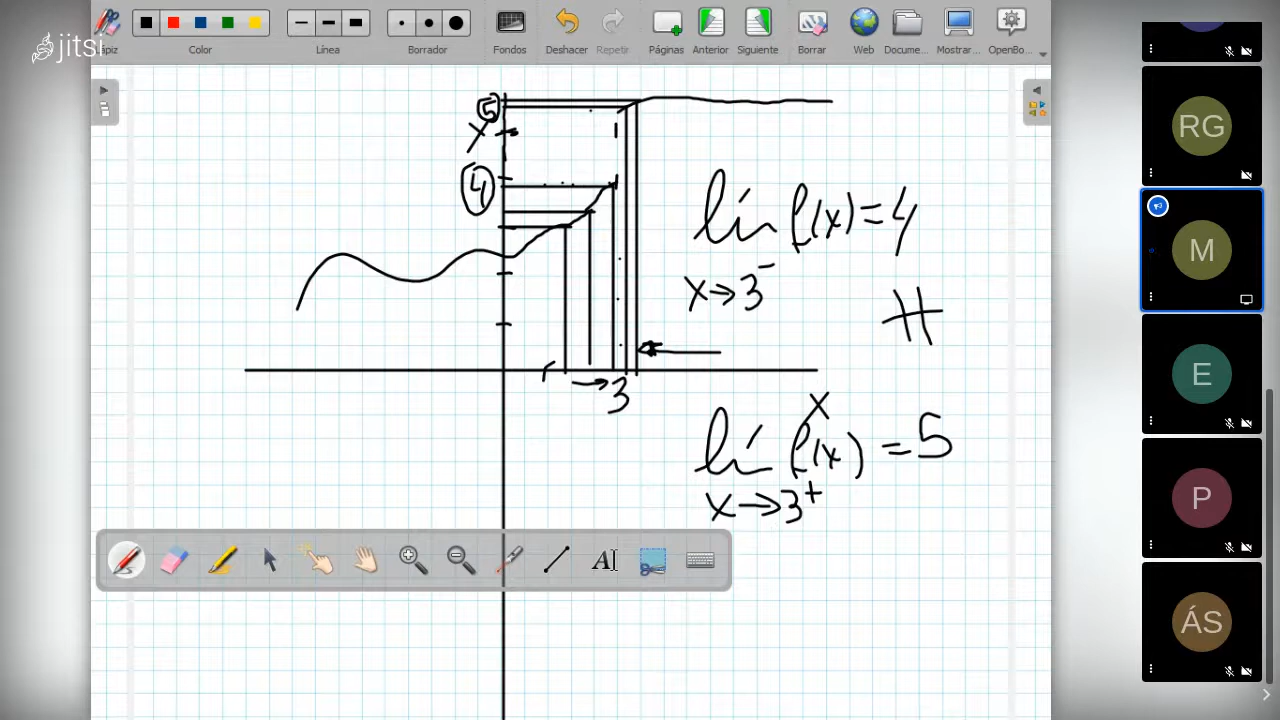 jitsi
Color
Línea
Borrador
Fondos
Deshacer
Repetir
Páginas
Anterior
Siguiente
Borrar
Web
Docume...
Mostrar...
OpenBo...
5
4
lím f(x)=4
x→3⁻
→3
x
lím f(x) = 5
x→3⁺
AI
RG
M
E
P
ÁS